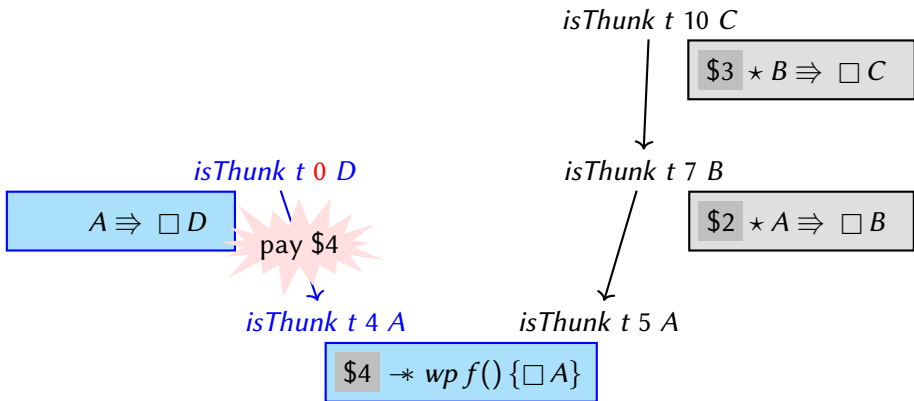 isThunk t 10 C
$3 ⋆ B ⇛ □ C
isThunk t 0 D
isThunk t 7 B
A ⇛ □ D
$2 ⋆ A ⇛ □ B
pay $4
isThunk t 4 A
isThunk t 5 A
$4 -∗ wp f() {□ A}